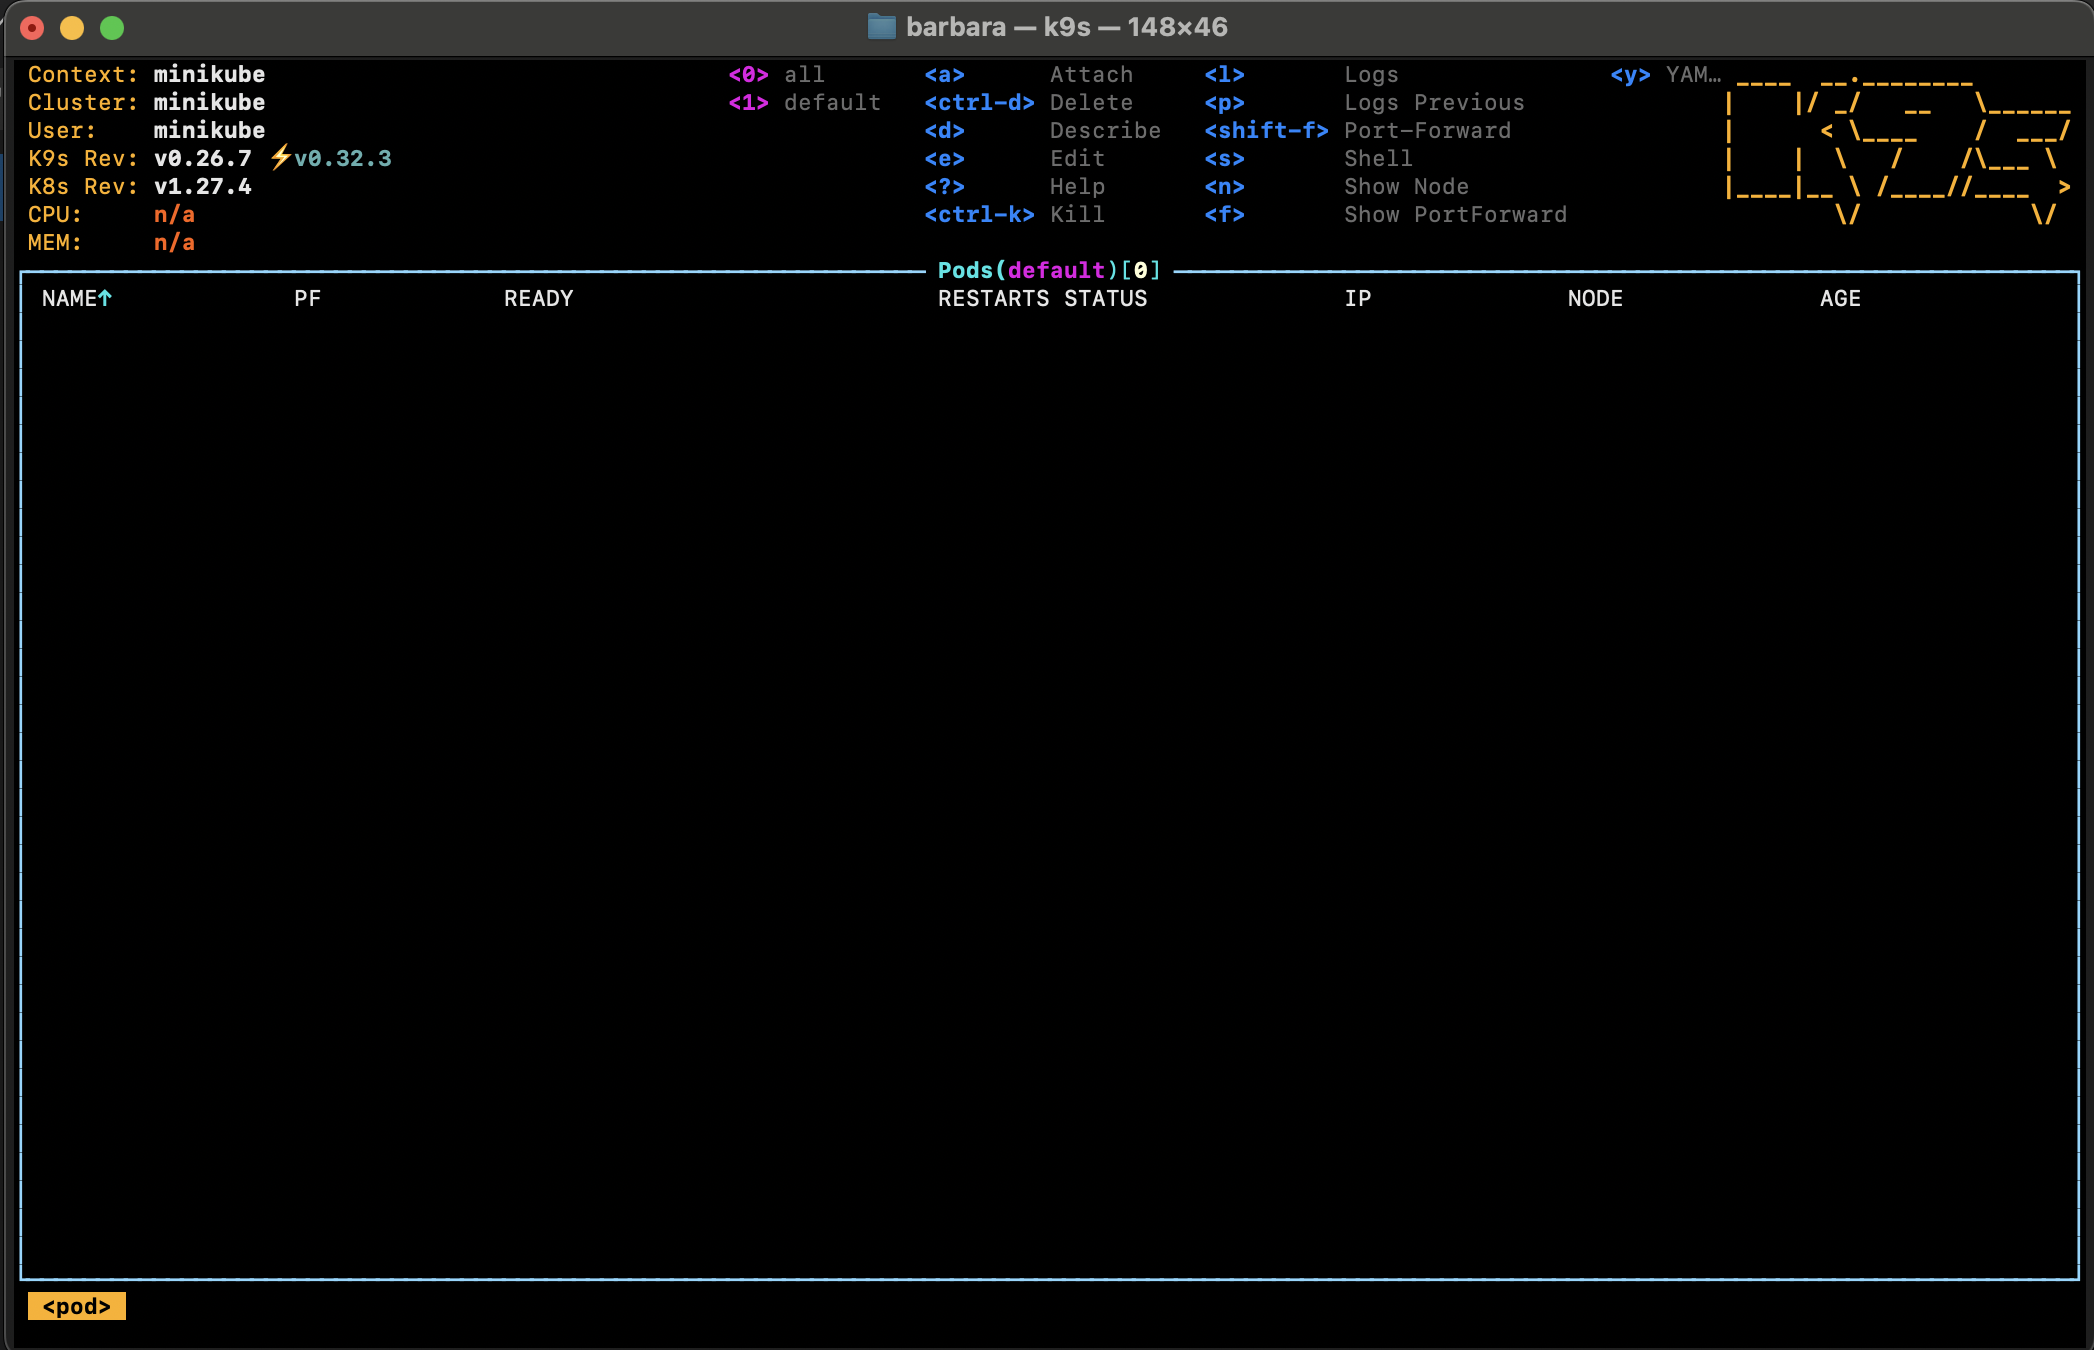 barbara — k9s — 148×46
Context: minikube <0> all <a> Attach <l> Logs <y> YAM…
Cluster: minikube <1> default <ctrl-d> Delete <p> Logs Previous
User: minikube <d> Describe <shift-f> Port-Forward
K9s Rev: v0.26.7 ⚡v0.32.3 <e> Edit <s> Shell
K8s Rev: v1.27.4 <?> Help <n> Show Node
CPU: n/a <ctrl-k> Kill <f> Show PortForward
MEM: n/a
Pods(default)[0]
NAME↑ PF READY RESTARTS STATUS IP NODE AGE
<pod>